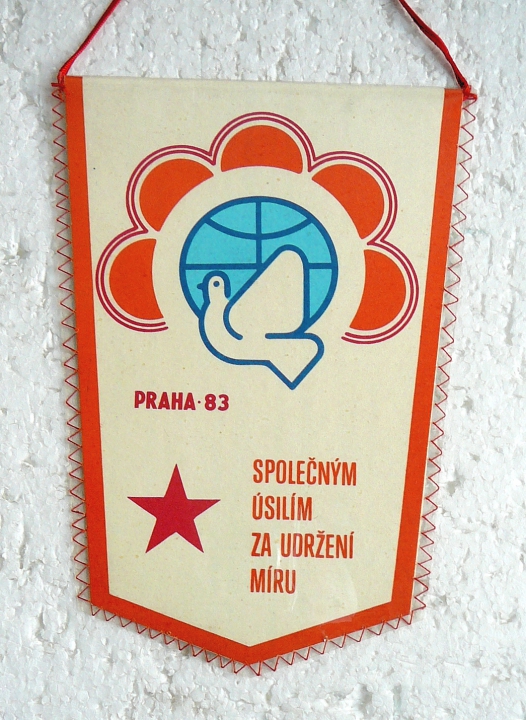 PRAHA·83
SPOLEČNÝM
ÚSILÍM
ZA UDRŽENÍ
MÍRU